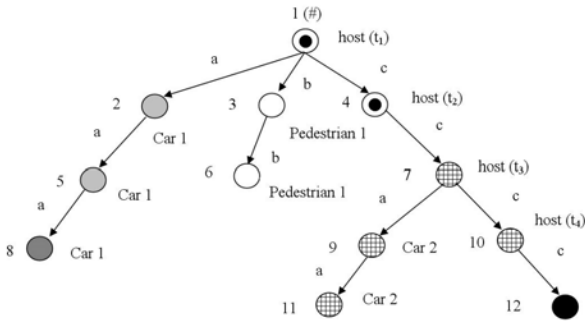 1 (#)
host (t₁)
a
b
c
2
3
4
host (t₂)
Car 1
Pedestrian 1
a
b
c
5
Car 1
6
Pedestrian 1
7
host (t₃)
a
a
c
8
Car 1
9
Car 2
10
host (t₄)
a
c
11
Car 2
12